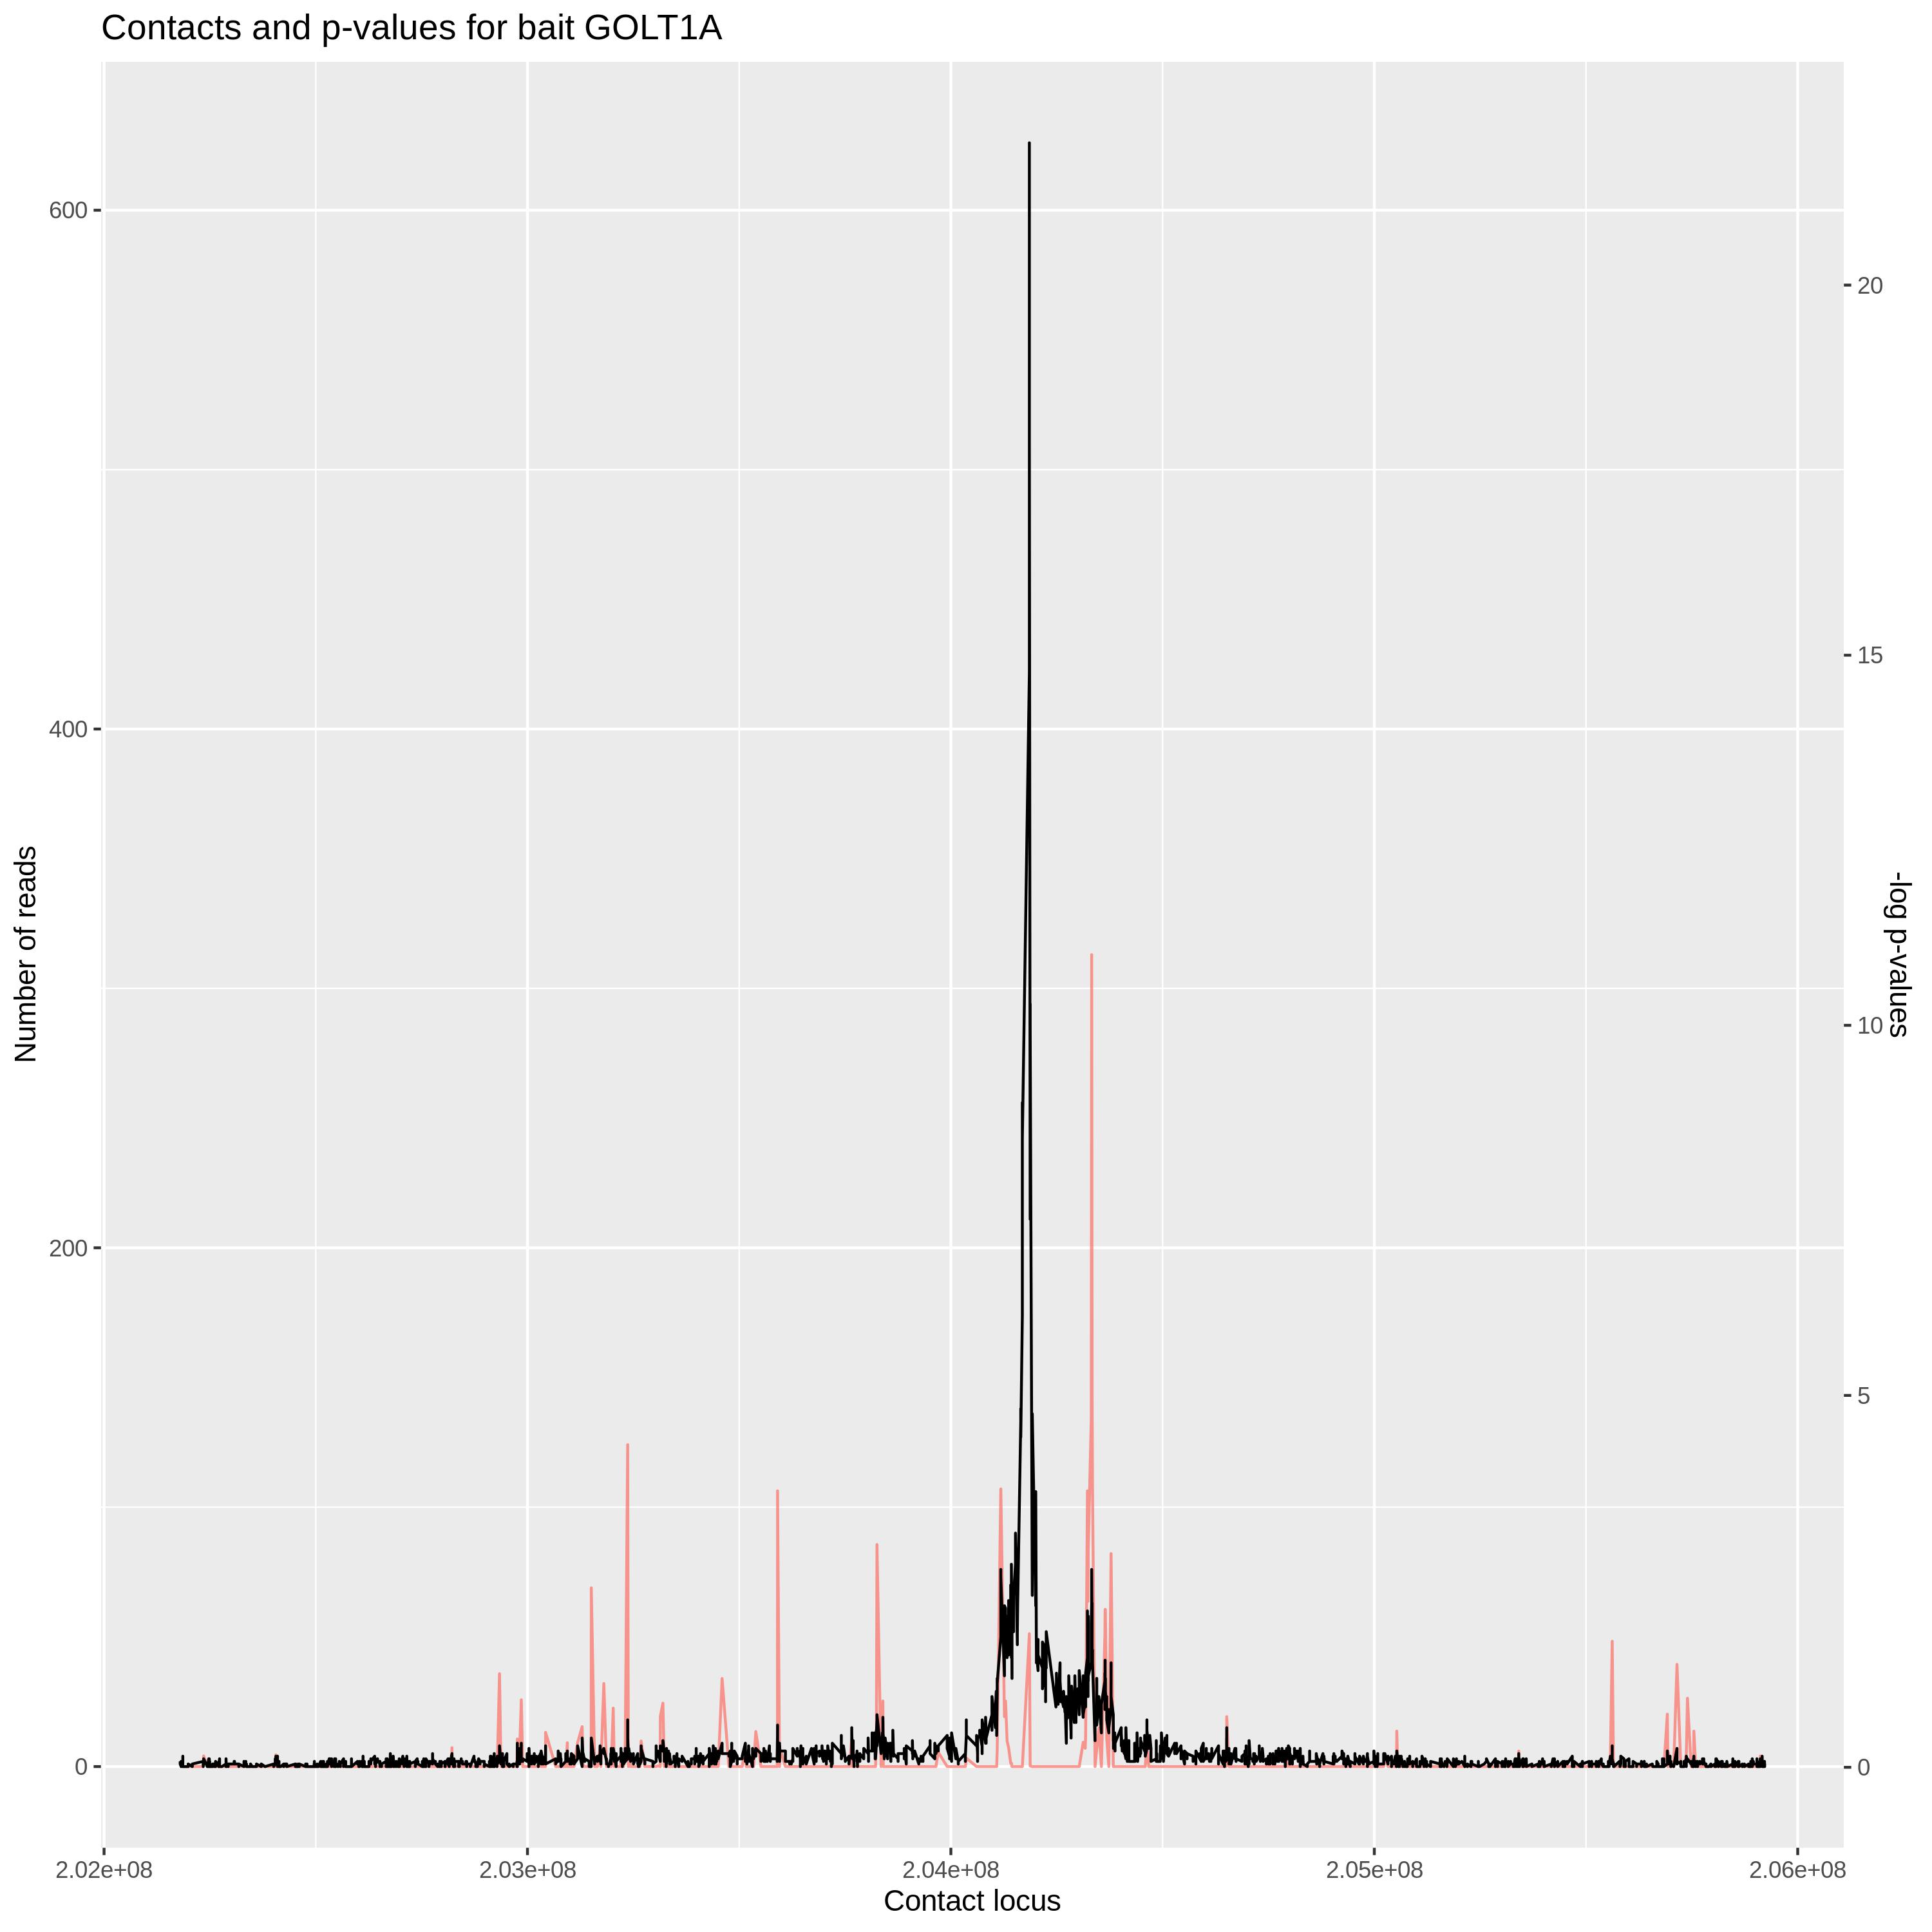 Contacts and p-values for bait GOLT1A
600
400
200
0
Number of reads
20
15
10
5
0
-log p-values
2.02e+08
2.03e+08
2.04e+08
2.05e+08
2.06e+08
Contact locus